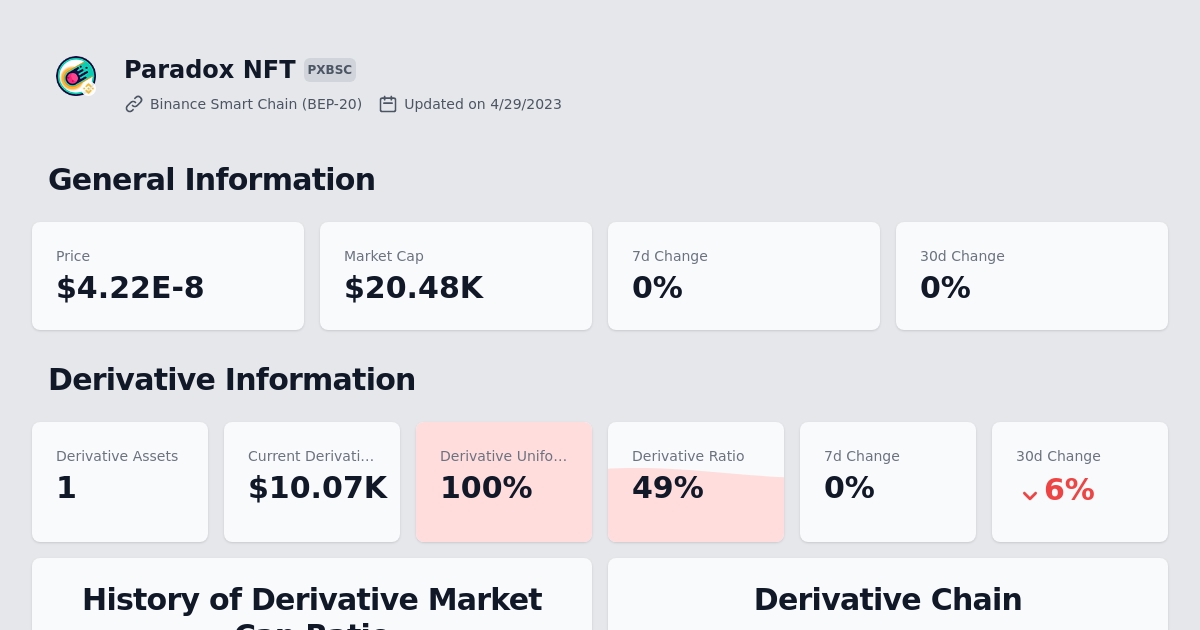 Paradox NFT PXBSC
Binance Smart Chain (BEP-20) Updated on 4/29/2023
General Information
Price
$4.22E-8
Market Cap
$20.48K
7d Change
0%
30d Change
0%
Derivative Information
Derivative Assets
1
Current Derivati...
$10.07K
Derivative Unifo...
100%
Derivative Ratio
49%
7d Change
0%
30d Change
6%
History of Derivative Market
Cap Ratio
Derivative Chain